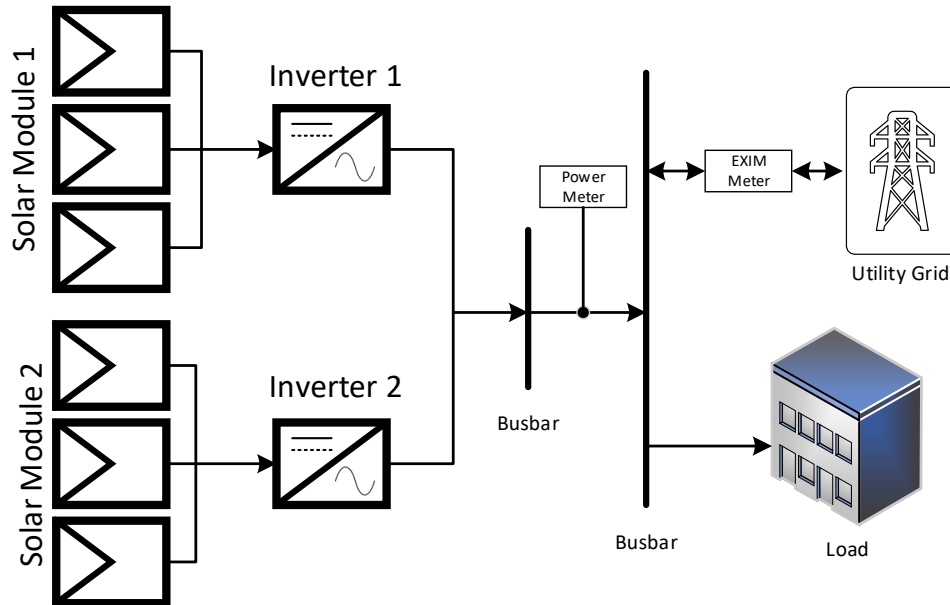 Solar Module 1
Inverter 1
Power
Meter
EXIM
Meter
Utility Grid
Solar Module 2
Inverter 2
Busbar
Busbar
Load